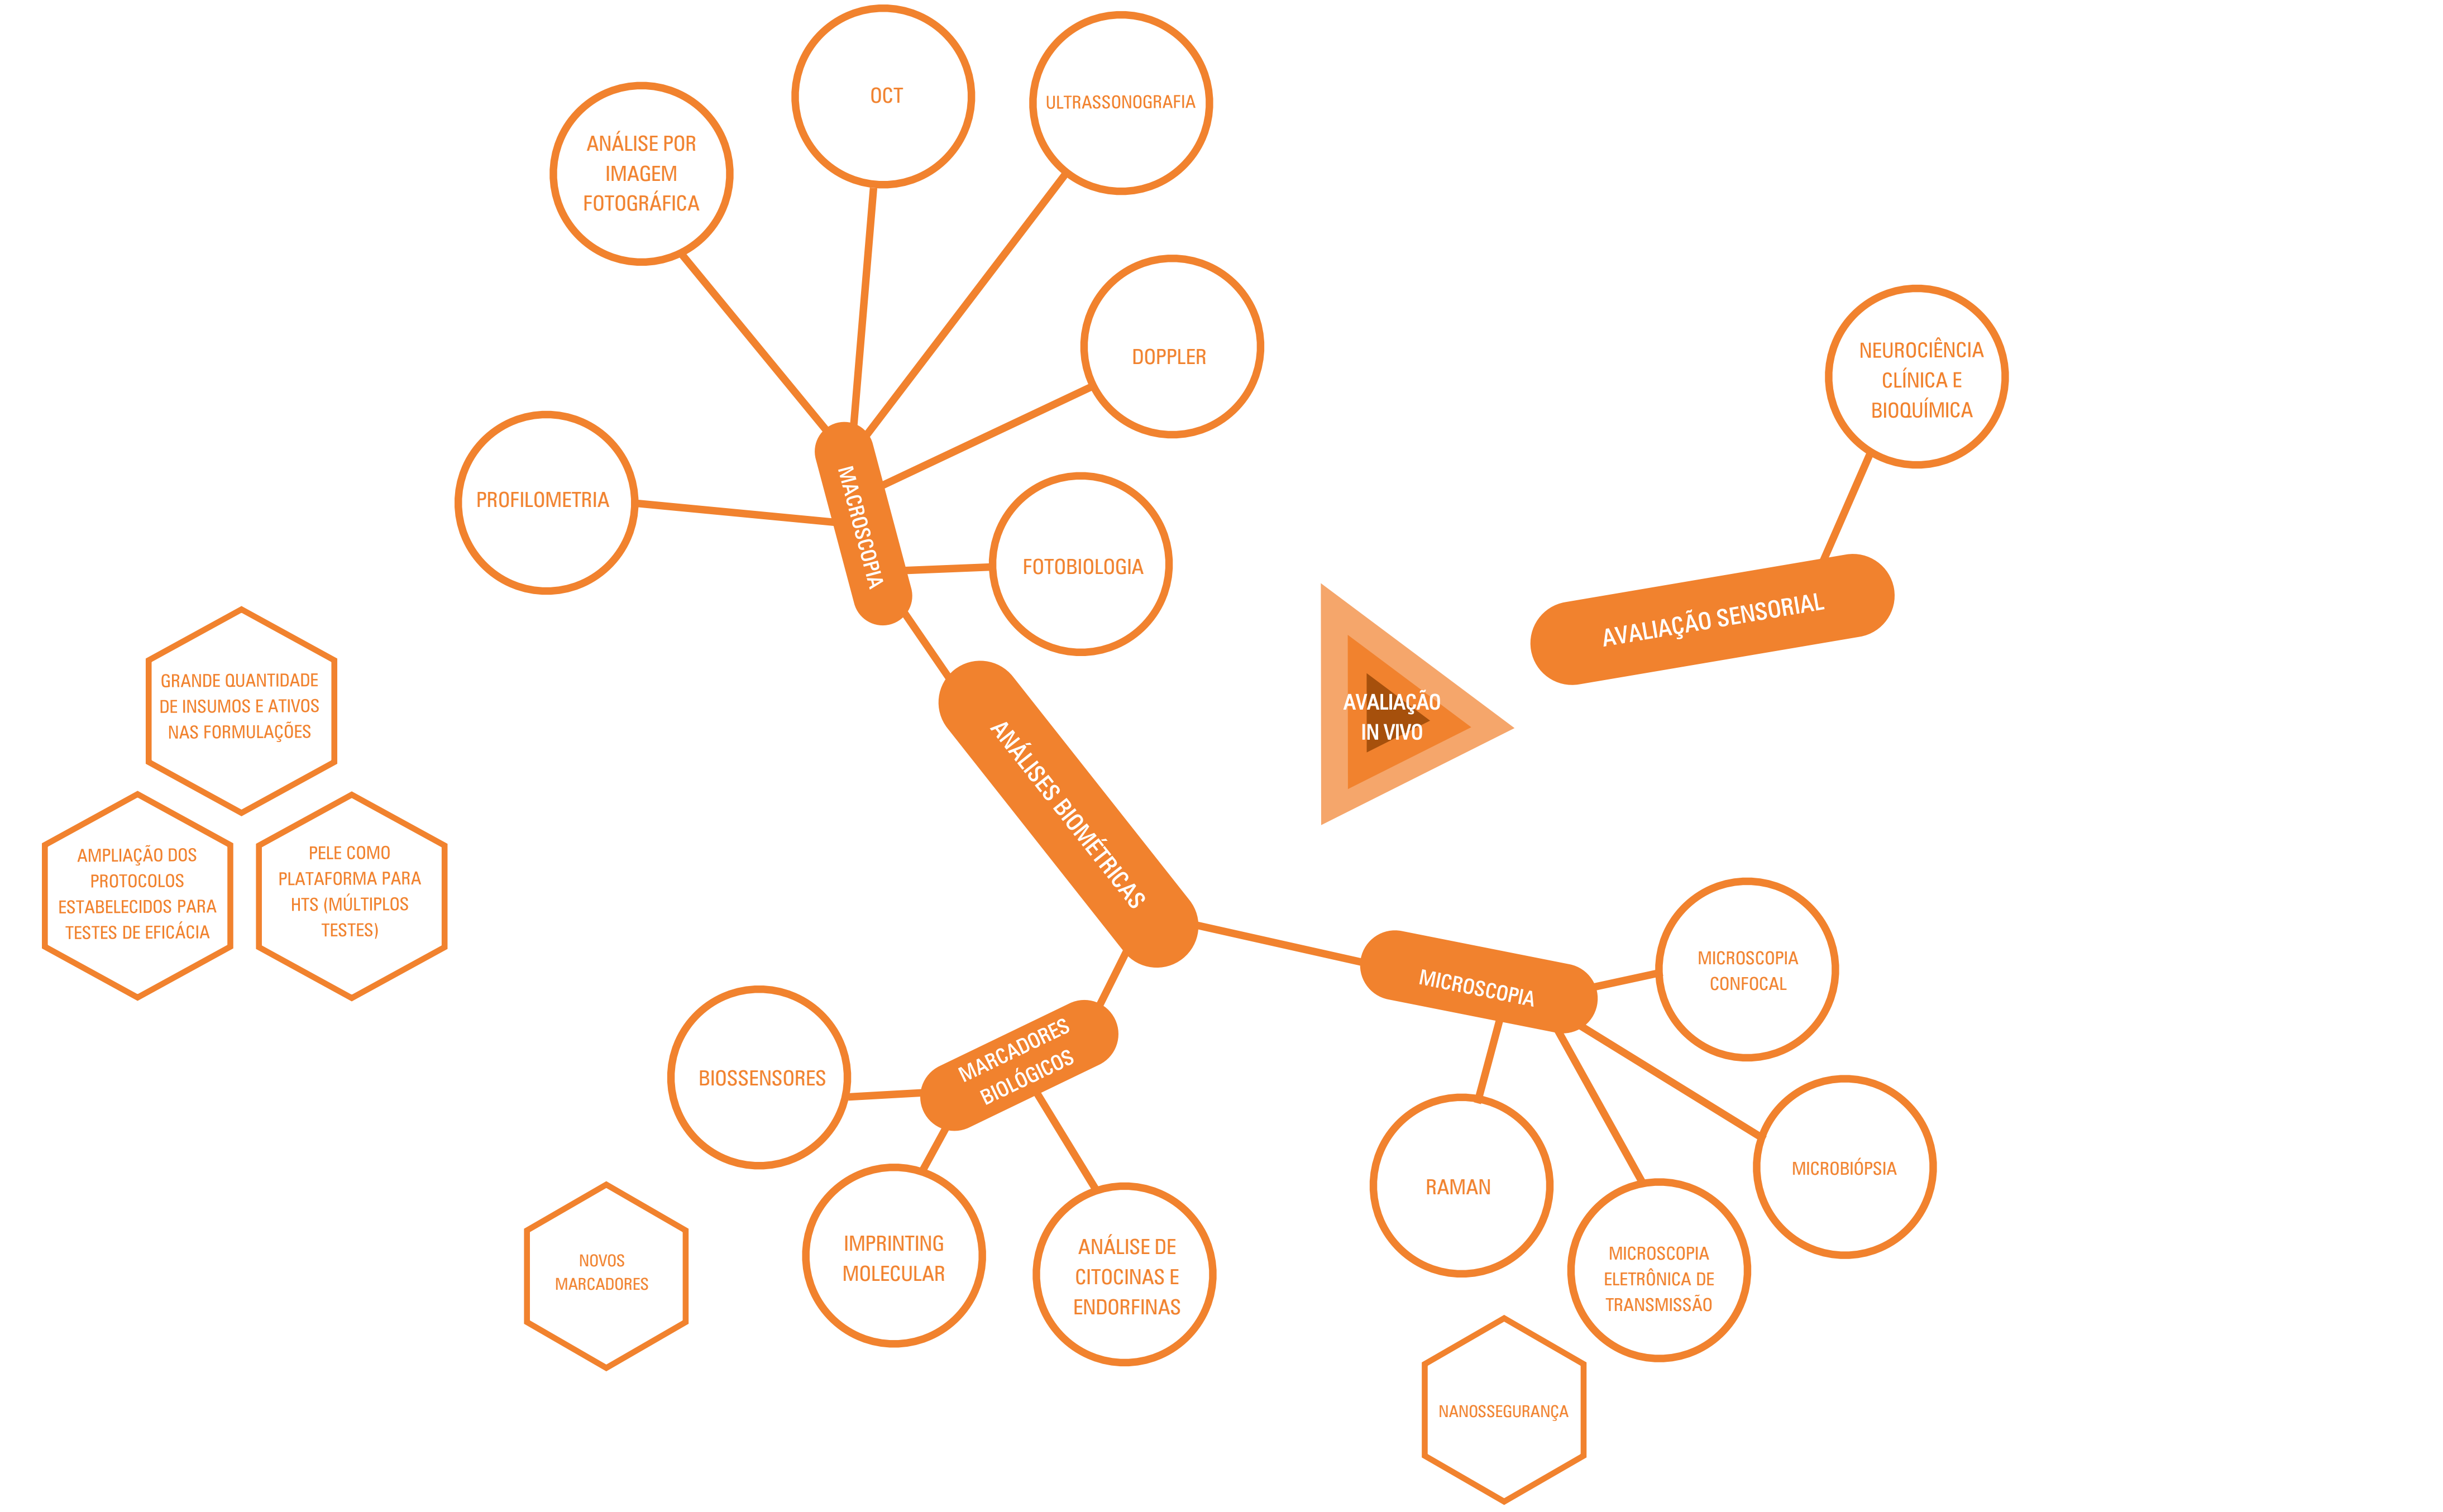 OCT
ULTRASSONOGRAFIA
ANÁLISE POR
IMAGEM
FOTOGRÁFICA
DOPPLER
NEUROCIÊNCIA
CLÍNICA E
BIOQUÍMICA
PROFILOMETRIA
MACROSCOPIA
FOTOBIOLOGIA
AVALIAÇÃO SENSORIAL
AVALIAÇÃO
IN VIVO
GRANDE QUANTIDADE
DE INSUMOS E ATIVOS
NAS FORMULAÇÕES
AMPLIAÇÃO DOS
PROTOCOLOS
ESTABELECIDOS PARA
TESTES DE EFICÁCIA
PELE COMO
PLATAFORMA PARA
HTS (MÚLTIPLOS
TESTES)
ANÁLISES BIOMÉTRICAS
MICROSCOPIA
MICROSCOPIA
CONFOCAL
MARCADORES
BIOLÓGICOS
BIOSSENSORES
MICROBIÓPSIA
RAMAN
IMPRINTING
MOLECULAR
ANÁLISE DE
CITOCINAS E
ENDORFINAS
MICROSCOPIA
ELETRÔNICA DE
TRANSMISSÃO
NOVOS
MARCADORES
NANOSSEGURANÇA